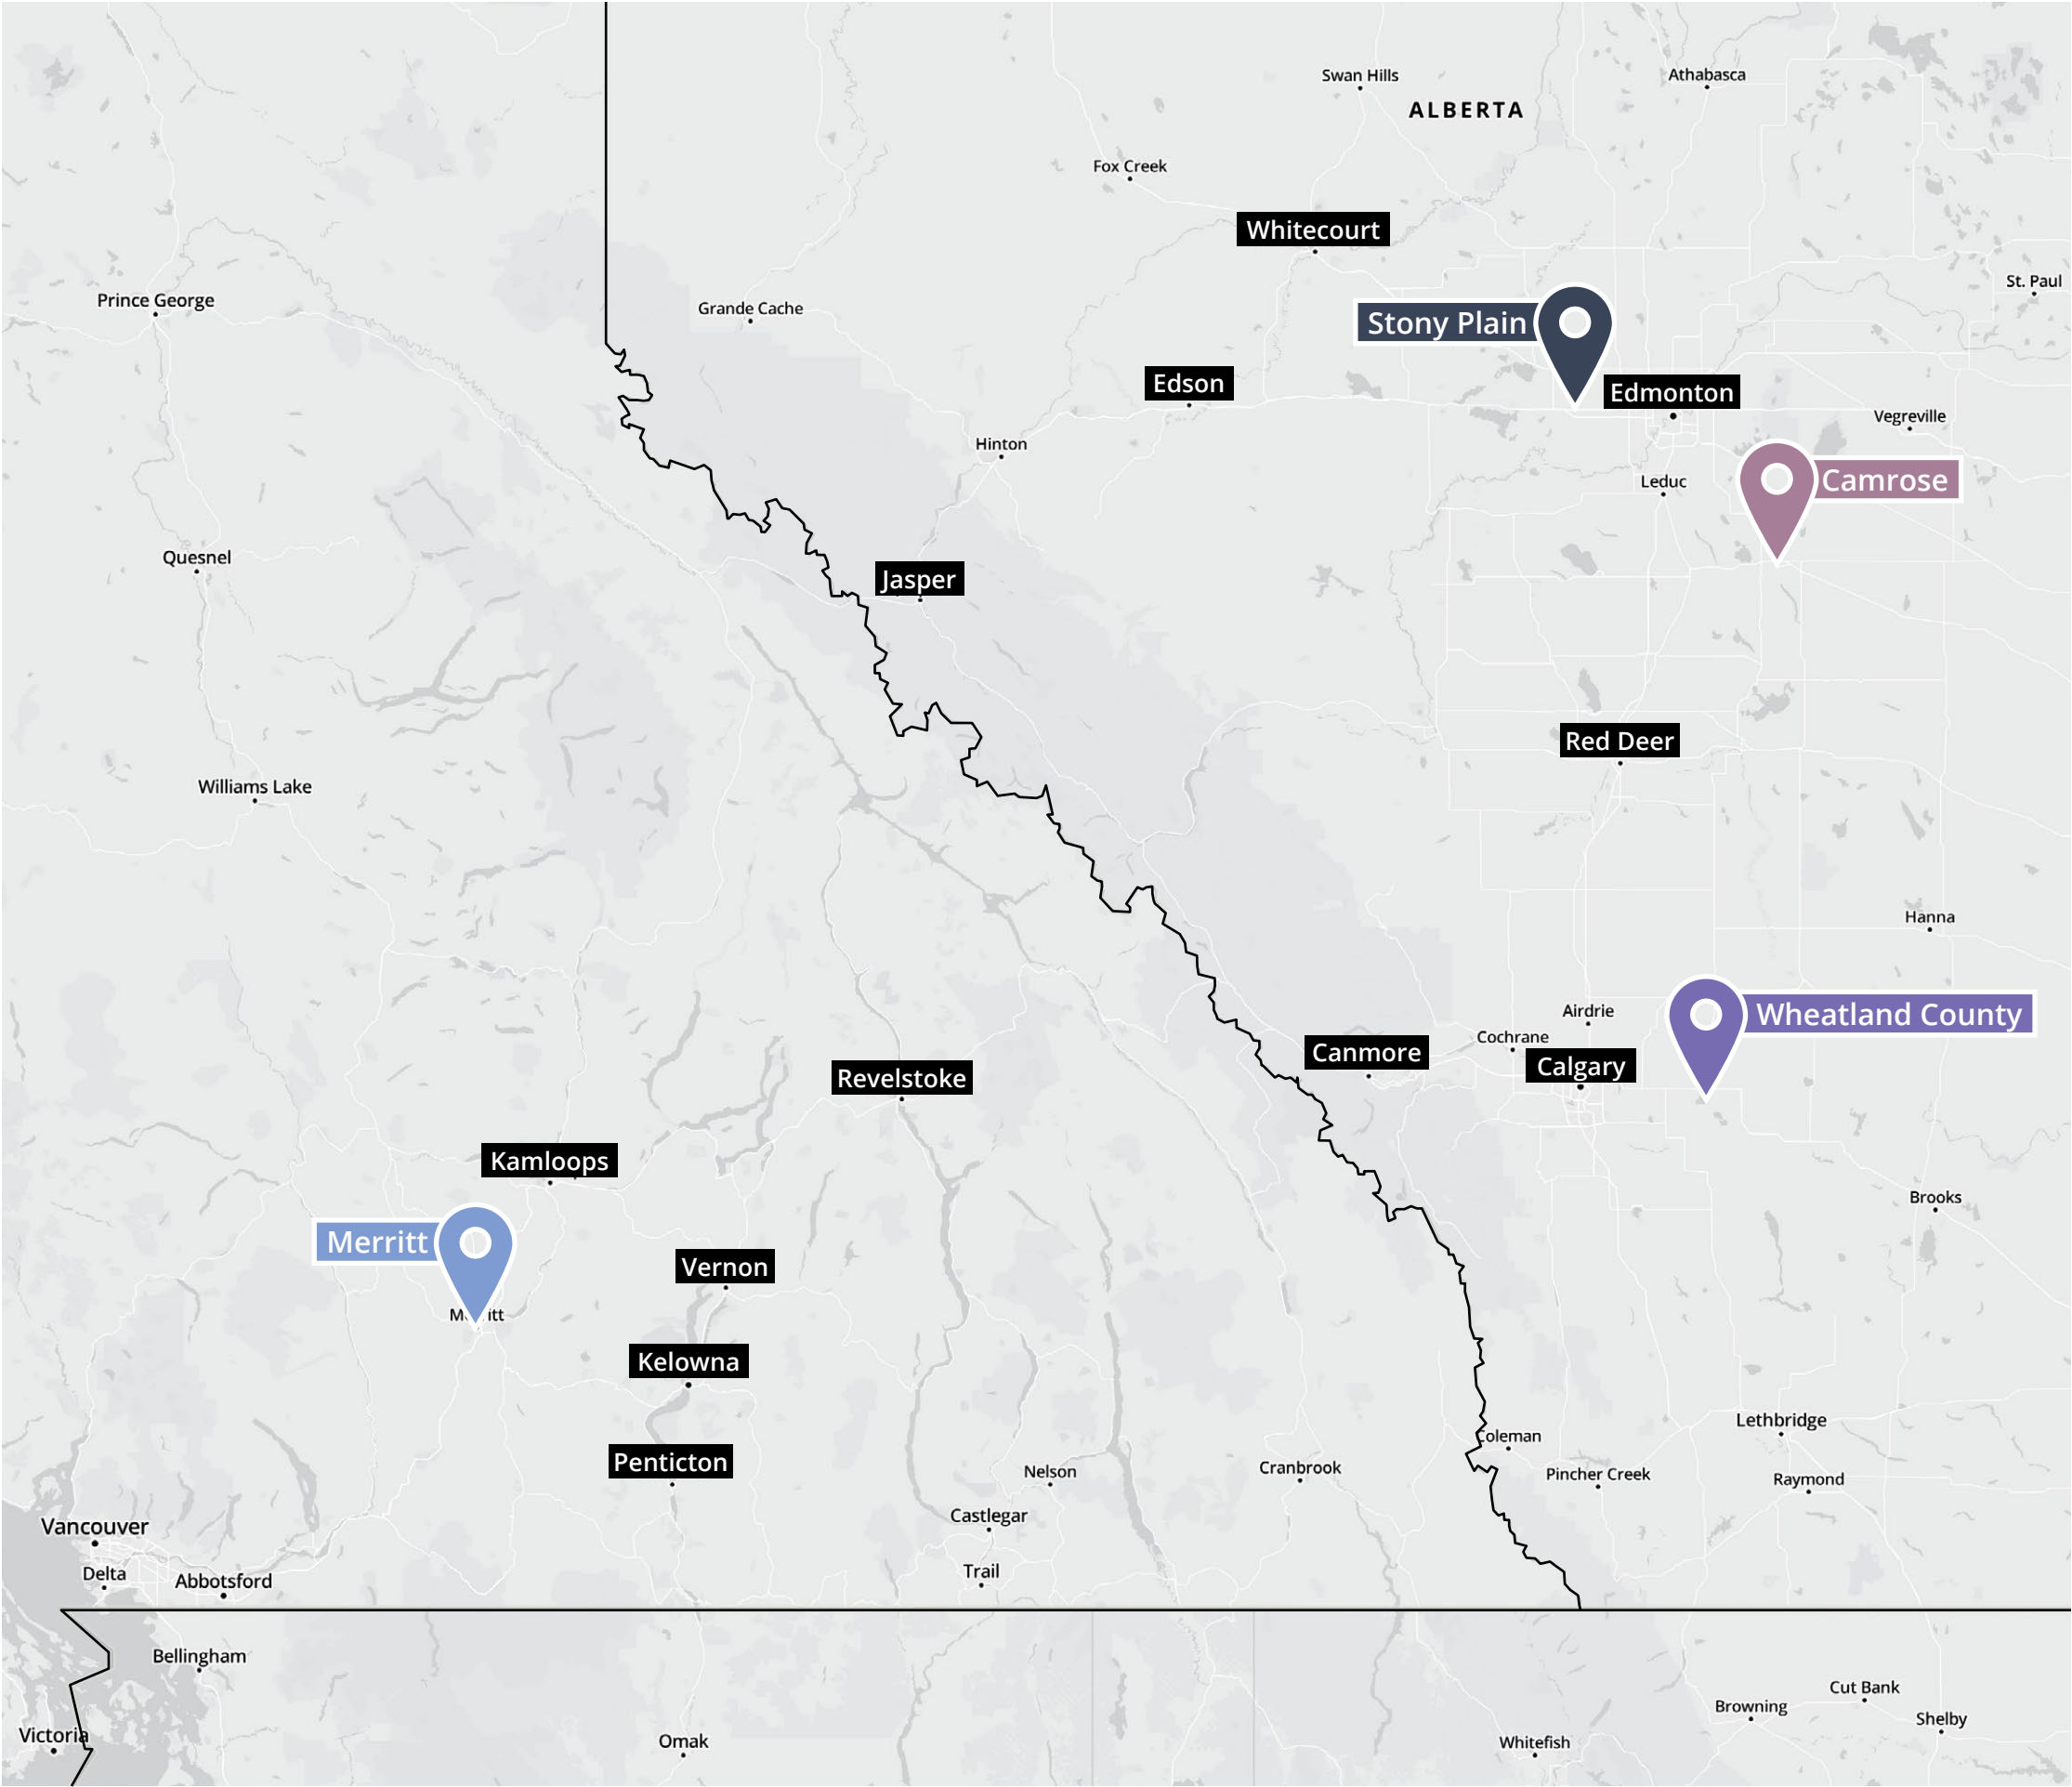 Swan Hills
Athabasca
ALBERTA
Fox Creek
Whitecourt
St. Paul
Prince George
Grande Cache
Stony Plain
Edson
Edmonton
Vegreville
Hinton
Leduc
Camrose
Quesnel
Jasper
Red Deer
Williams Lake
Hanna
Airdrie
Wheatland County
Cochrane
Canmore
Calgary
Revelstoke
Kamloops
Brooks
Merritt
Vernon
Kelowna
Lethbridge
Coleman
Penticton
Nelson
Cranbrook
Pincher Creek
Raymond
Castlegar
Vancouver
Delta
Abbotsford
Trail
Bellingham
Cut Bank
Browning
Shelby
Victoria
Omak
Whitefish